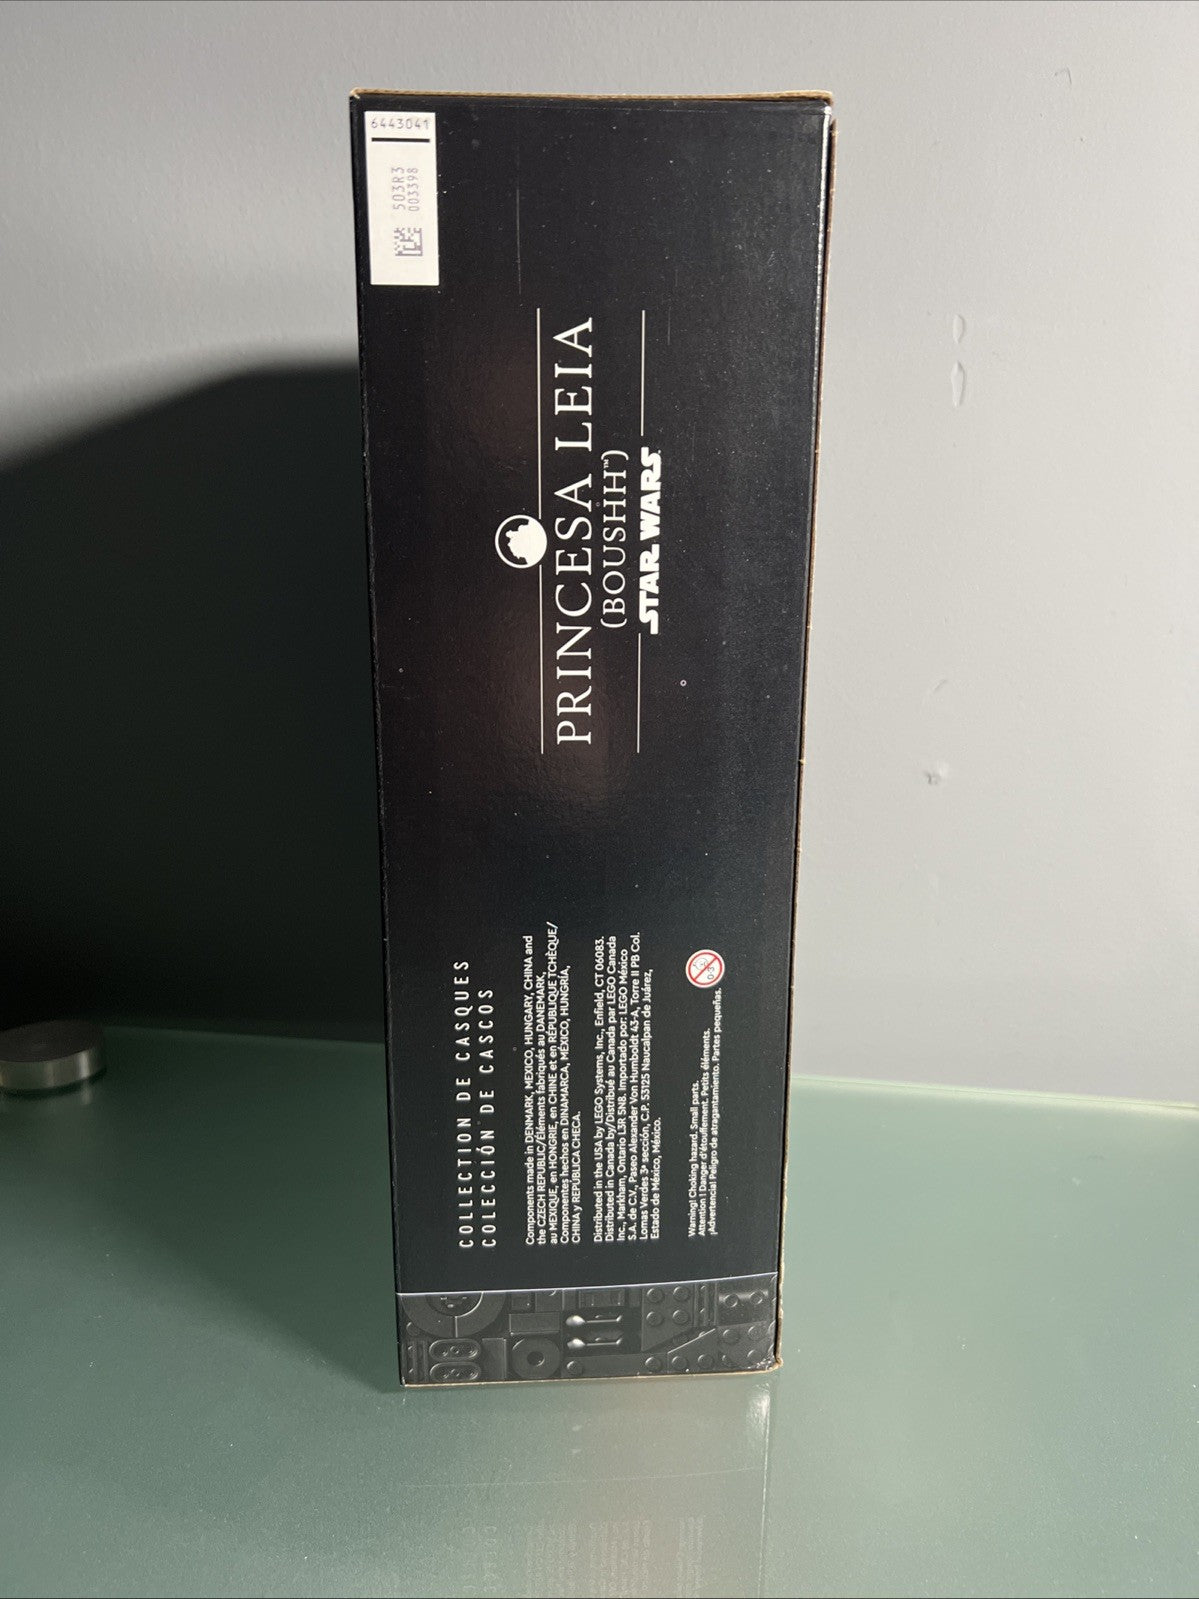 6443041
503R3
003398
PRINCESA LEIA
(BOUSHH™)
STAR WARS
COLLECTION DE CASQUES
COLECCIÓN DE CASCOS
Components made in DENMARK, MEXICO, HUNGARY, CHINA and
the CZECH REPUBLIC/Éléments fabriqués au DANEMARK,
au MEXIQUE, en HONGRIE, en CHINE et en RÉPUBLIQUE TCHÈQUE/
Componentes hechos en DINAMARCA, MÉXICO, HUNGRÍA,
CHINA y REPÚBLICA CHECA.
Distributed in the USA by LEGO Systems, Inc., Enfield, CT 06083.
Distributed in Canada by/Distribué au Canada par LEGO Canada
Inc., Markham, Ontario L3R 5N8. Importado por: LEGO México
S.A. de C.V., Paseo Alexander Von Humboldt 43-A, Torre II PB Col.
Lomas Verdes 3ª sección, C.P. 53125 Naucalpan de Juárez,
Estado de México, México.
Warning! Choking hazard. Small parts.
Attention ! Danger d'étouffement. Petits éléments.
¡Advertencia! Peligro de atragantamiento. Partes pequeñas.
0-3